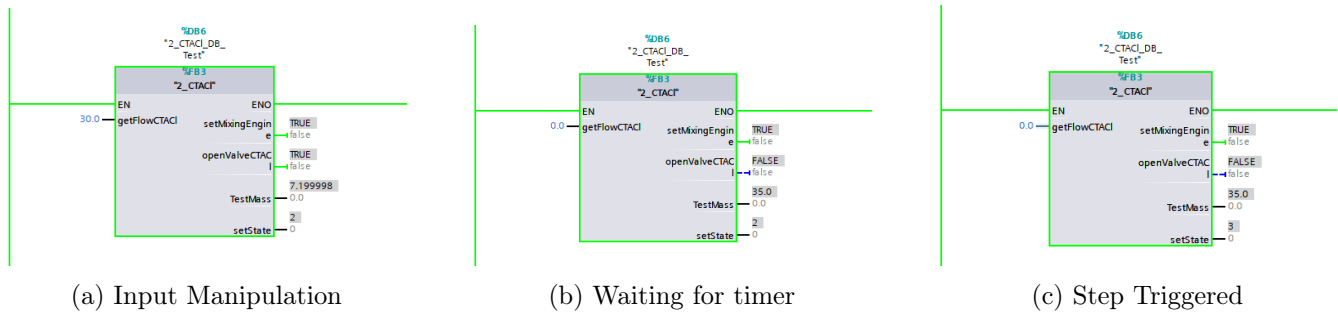 %DB6
"2_CTACl_DB_
Test"
%FB3
"2_CTACl"
EN ENO
30.0 getFlowCTACl
setMixingEngin
e
TRUE
false
openValveCTAC
l
TRUE
false
TestMass
7.199998
0.0
setState
2
0
(a) Input Manipulation
%DB6
"2_CTACl_DB_
Test"
%FB3
"2_CTACl"
EN ENO
0.0 getFlowCTACl
setMixingEngin
e
TRUE
false
openValveCTAC
l
FALSE
false
TestMass
35.0
0.0
setState
2
0
(b) Waiting for timer
%DB6
"2_CTACl_DB_
Test"
%FB3
"2_CTACl"
EN ENO
0.0 getFlowCTACl
setMixingEngin
e
TRUE
false
openValveCTAC
l
FALSE
false
TestMass
35.0
0.0
setState
3
0
(c) Step Triggered